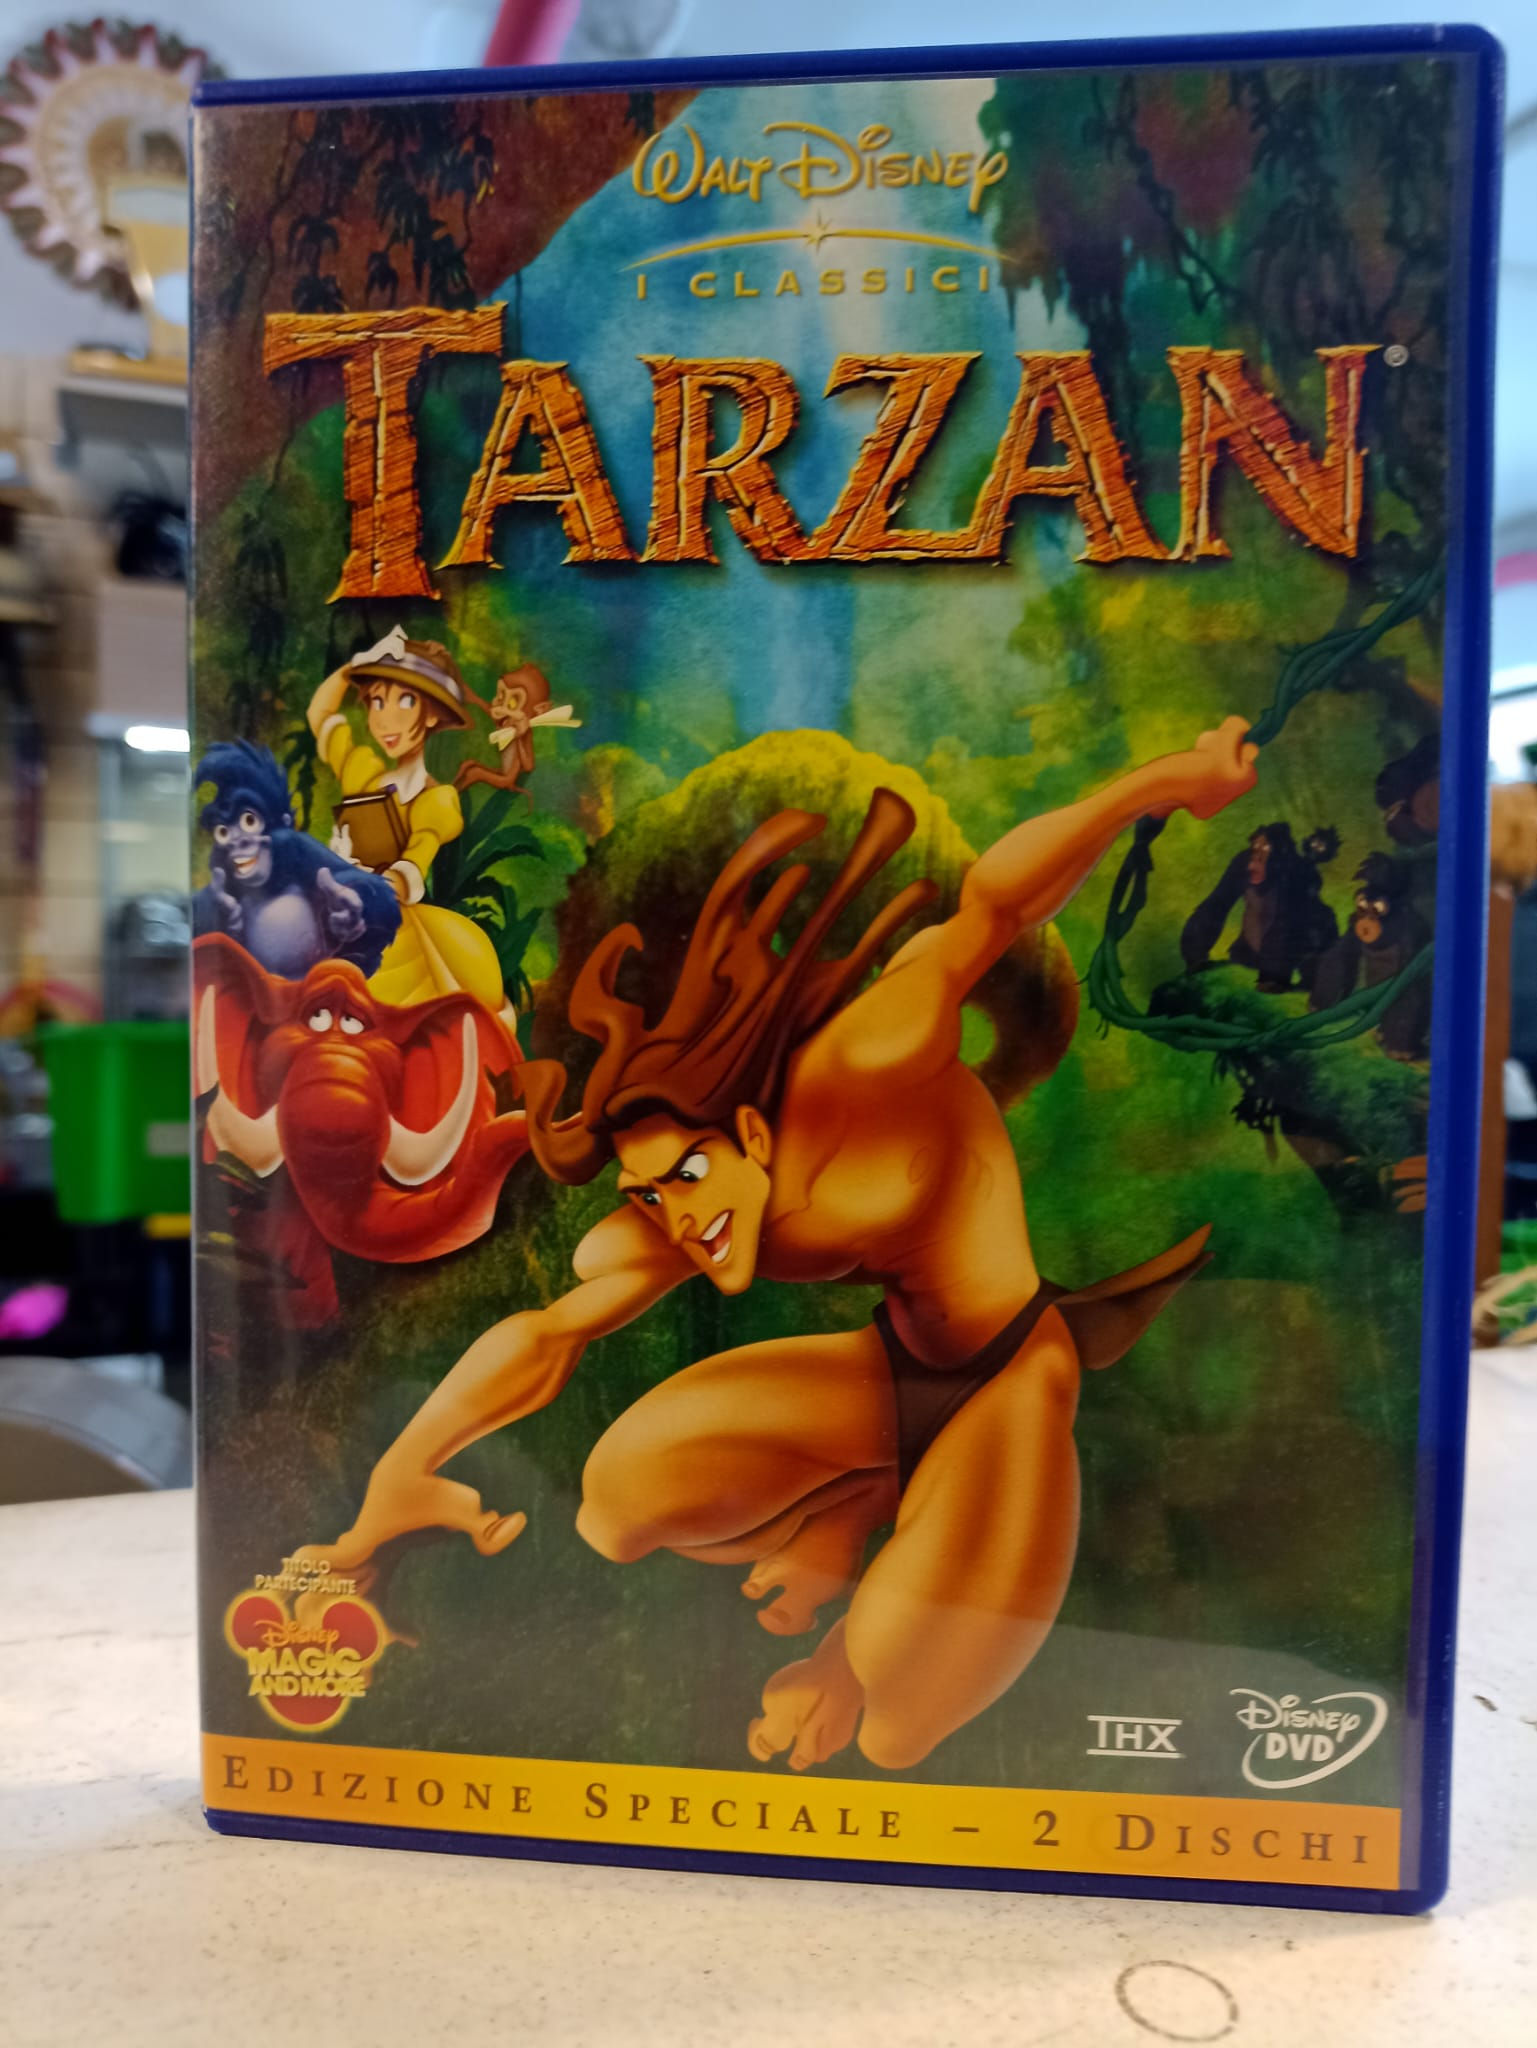 WALT DISNEY
I CLASSICI
TARZAN®
TITOLO
PARTECIPANTE
DISNEY
MAGIC
AND MORE
THX
DISNEY
DVD
EDIZIONE SPECIALE – 2 DISCHI